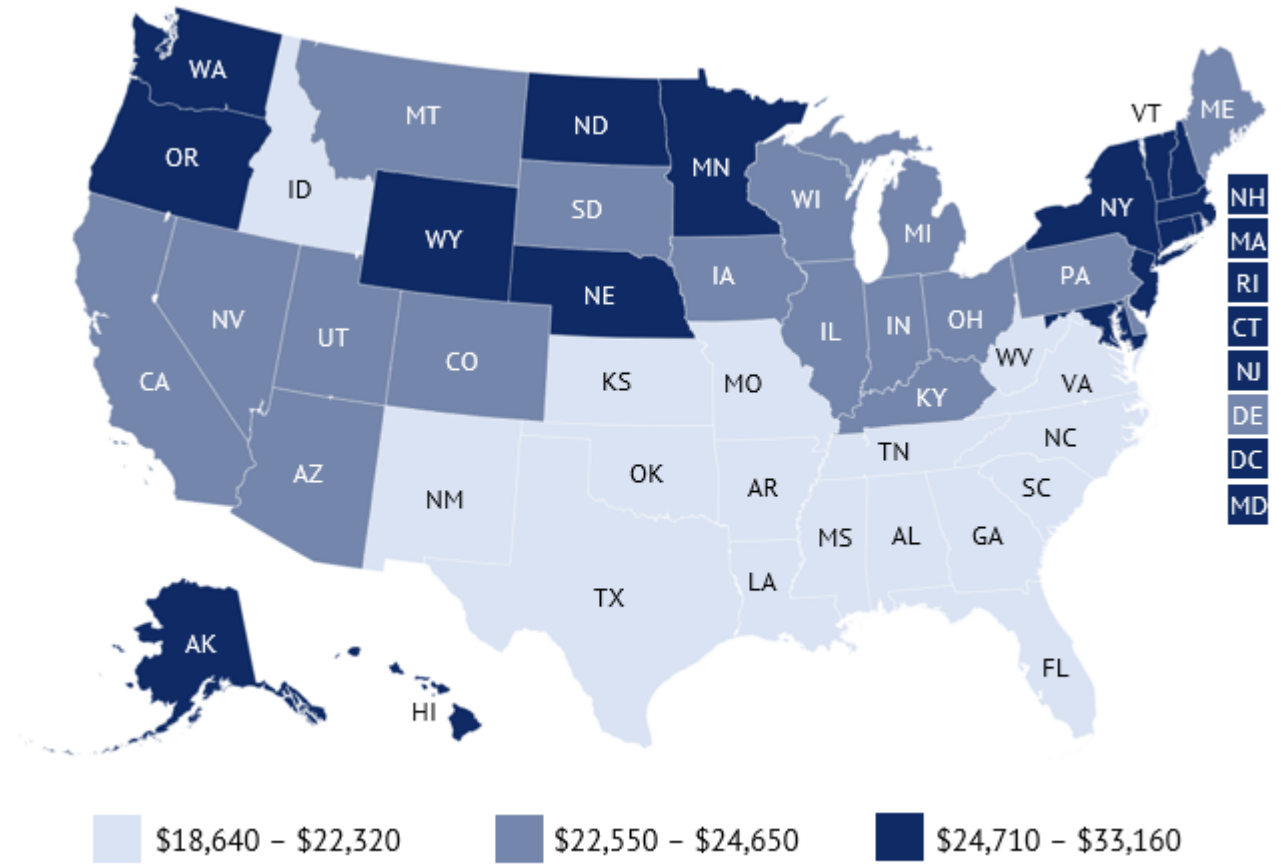 WA
MT
ND
MN
VT
ME
OR
ID
SD
WI
MI
NY
NH
WY
MA
NE
IA
PA
RI
NV
UT
CO
IL
IN
OH
CT
CA
KS
MO
WV
VA
NJ
KY
DE
AZ
NM
OK
AR
TN
NC
DC
SC
MD
TX
MS
AL
GA
LA
AK
HI
FL
$18,640 – $22,320
$22,550 – $24,650
$24,710 – $33,160